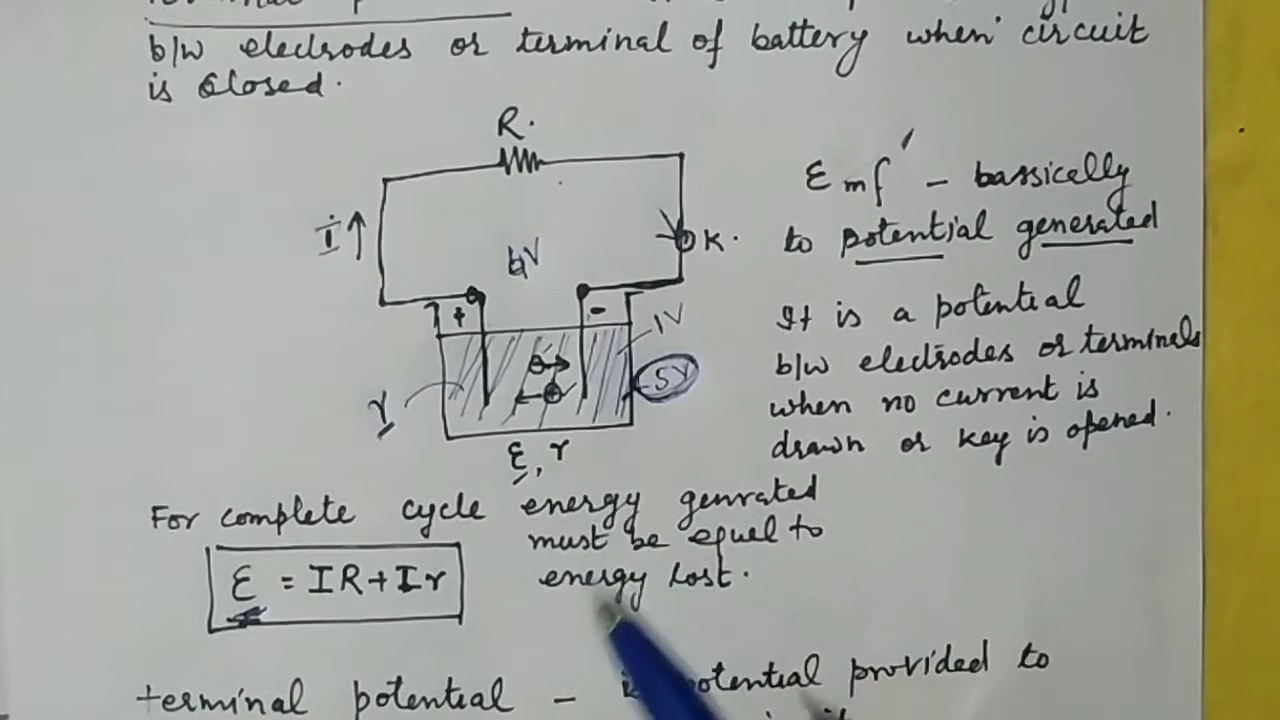 b/w electrodes or terminal of battery when circuit
is closed.
R.
I
K.
6V
+
-
1V
5V
r
ε, r
Emf - bassically
to potential generated
It is a potential
b/w electrodes or terminals
when no current is
drawn or key is opened.
For complete cycle energy genrated
must be equel to
energy lost.
ε = IR + Ir
terminal potential - is potential provided to